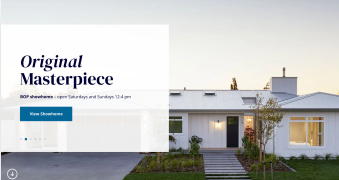 Original
Masterpiece
BOP showhome - open Saturdays and Sundays 12-4 pm
View Showhome